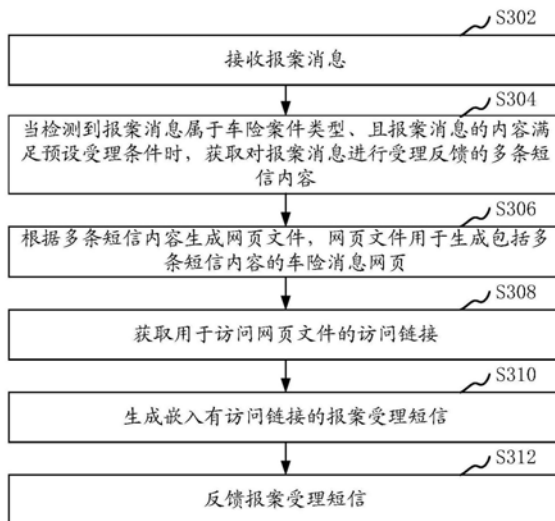 S302
接收报案消息
S304
当检测到报案消息属于车险案件类型、且报案消息的内容满
足预设受理条件时，获取对报案消息进行受理反馈的多条短
信内容
S306
根据多条短信内容生成网页文件，网页文件用于生成包括多
条短信内容的车险消息网页
S308
获取用于访问网页文件的访问链接
S310
生成嵌入有访问链接的报案受理短信
S312
反馈报案受理短信